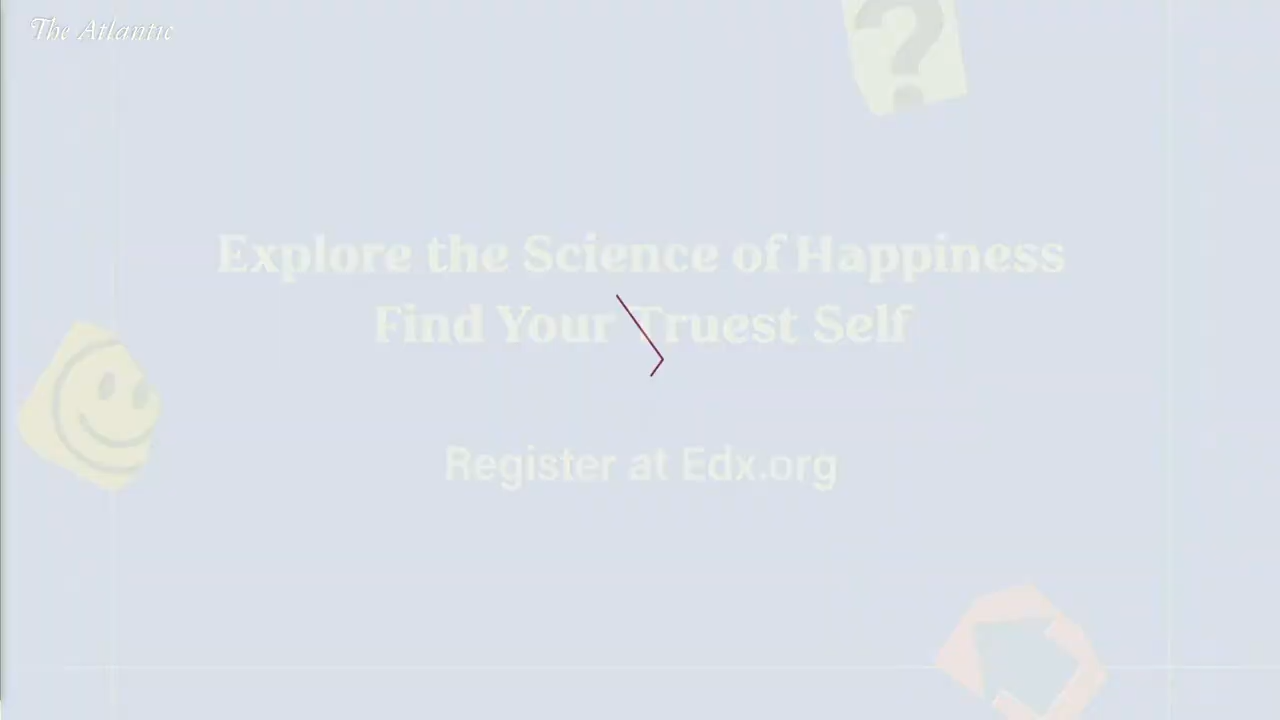 The Atlantic
?
Explore the Science of Happiness
Find Your Truest Self
Register at Edx.org